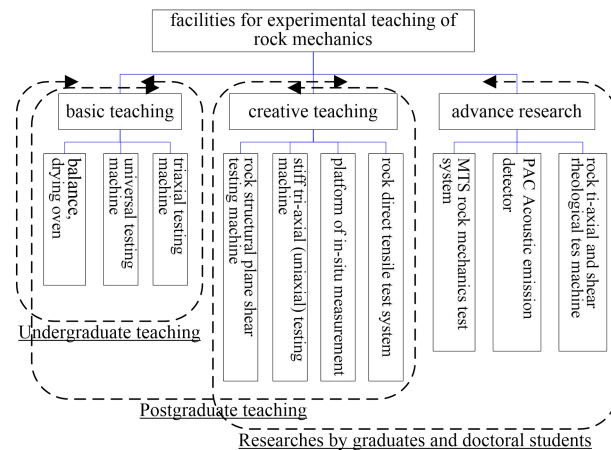 facilities for experimental teaching of
rock mechanics
basic teaching
creative teaching
advance research
balance,
drying oven
universal testing
machine
triaxial testing
machine
rock structural plane shear
testing machine
stiff tri-axial (uniaxial) testing
machine
platform of in-situ measurement
rock direct tensile test system
MTS rock mechanics test
system
PAC Acoustic emission
detector
rock ti-axial and shear
rheological tes machine
Undergraduate teaching
Postgraduate teaching
Researches by graduates and doctoral students